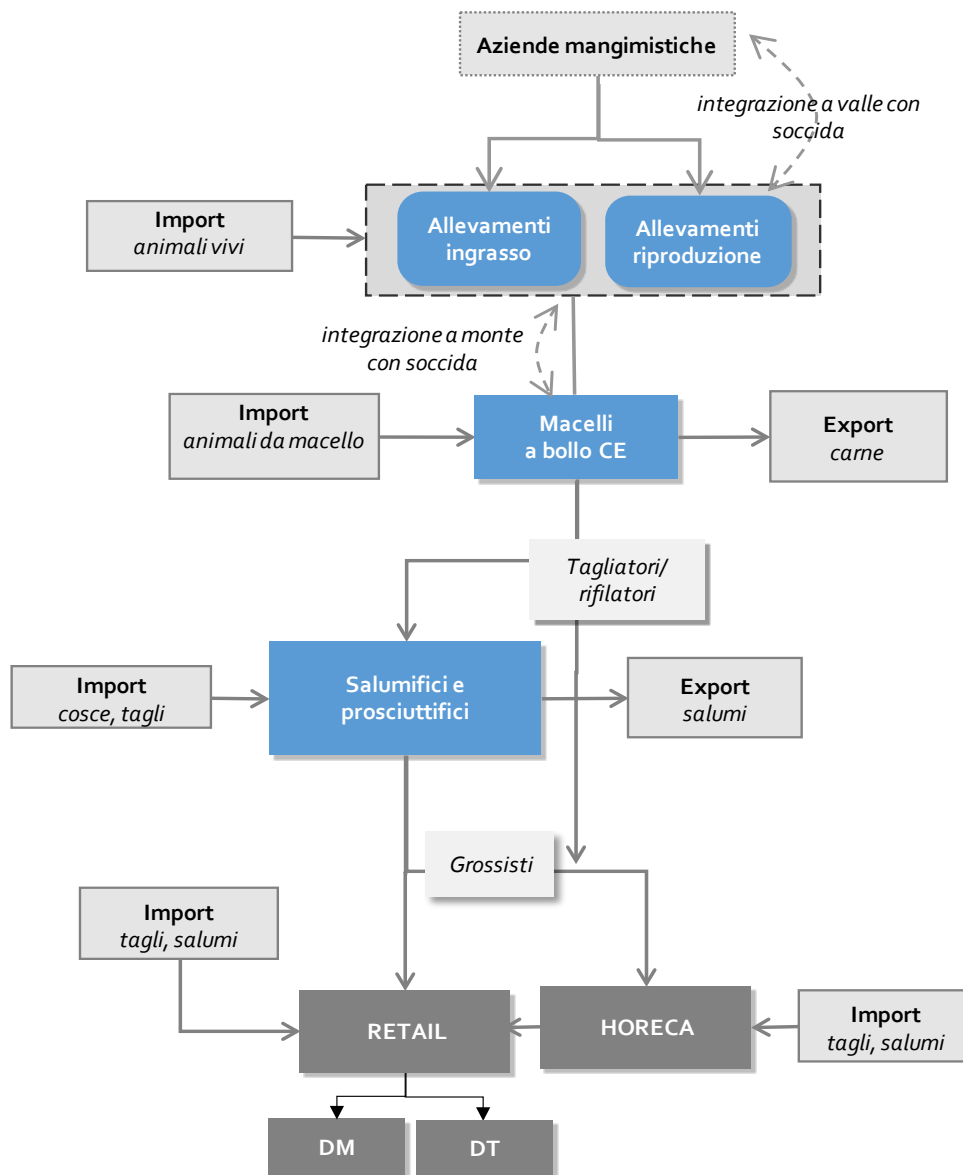 Aziende mangimistiche
integrazione a valle con
soccida
Allevamenti
ingrasso
Allevamenti
riproduzione
Import
animali vivi
integrazione a monte
con soccida
Import
animali da macello
Macelli
a bollo CE
Export
carne
Tagliatori/
rifilatori
Import
cosce, tagli
Salumifici e
prosciuttifici
Export
salumi
Grossisti
Import
tagli, salumi
RETAIL
HORECA
Import
tagli, salumi
DM
DT